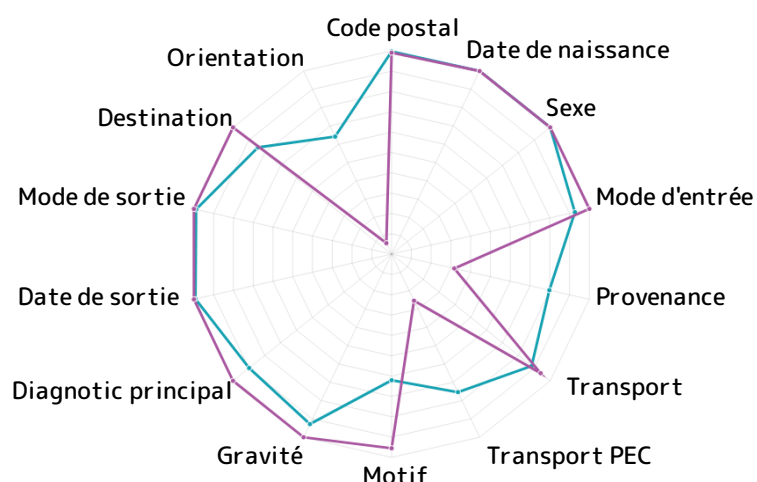 Code postal
Orientation
Date de naissance
Destination
Sexe
Mode de sortie
Mode d'entrée
Date de sortie
Provenance
Diagnotic principal
Transport
Gravité
Transport PEC
Motif